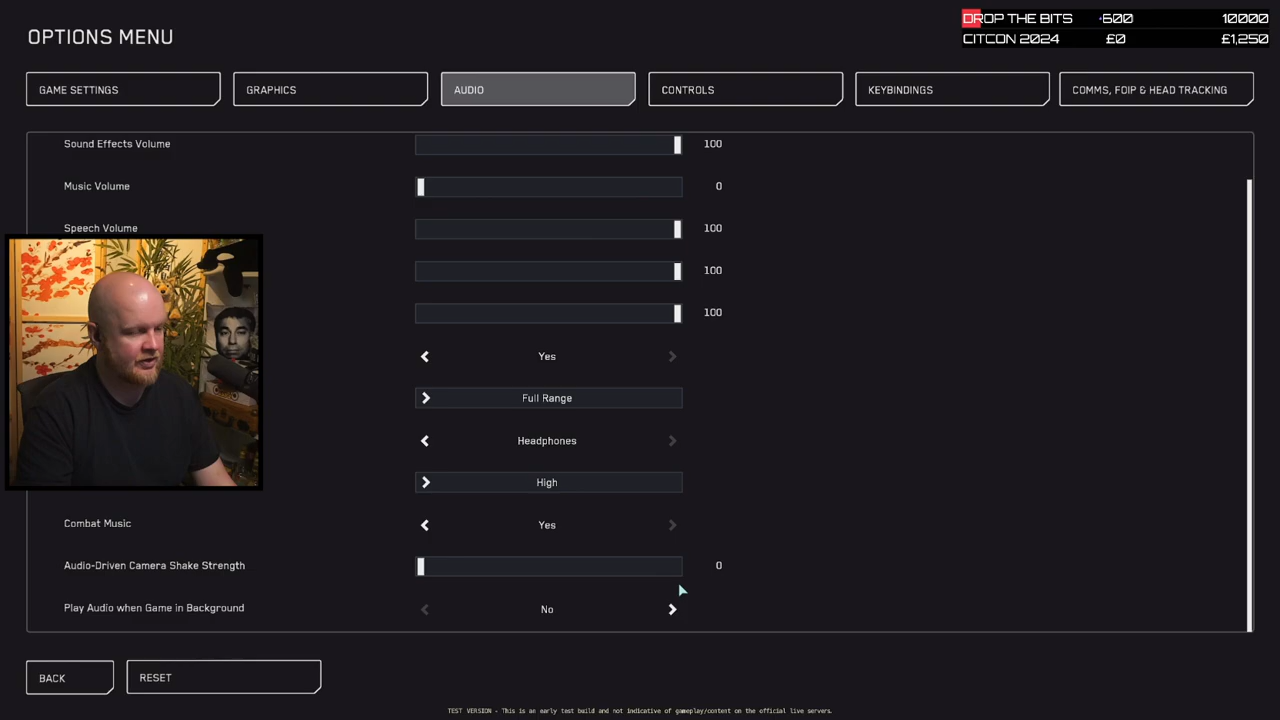 DROP THE BITS 600 10000
OPTIONS MENU
CITCON 2024 £0 £1,250
GAME SETTINGS GRAPHICS AUDIO CONTROLS KEYBINDINGS COMMS, FOIP & HEAD TRACKING
Sound Effects Volume 100
Music Volume 0
Speech Volume 100
100
100
Yes
Full Range
Headphones
High
Combat Music Yes
Audio-Driven Camera Shake Strength 0
Play Audio when Game in Background No
BACK RESET
TEST VERSION - This is an early test build and not indicative of gameplay/content on the official live servers.